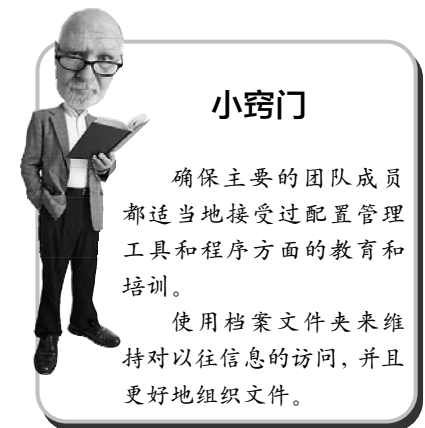 小窍门
确保主要的团队成员
都适当地接受过配置管理
工具和程序方面的教育和
培训。
使用档案文件夹来维
持对以往信息的访问，并且
更好地组织文件。